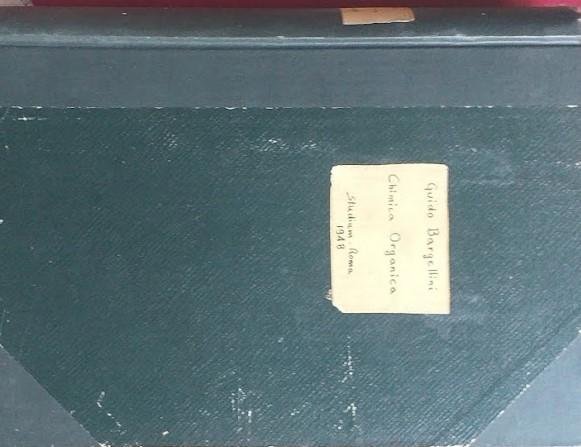 Guido Bargellini
Chimica Organica
Studium Roma
1948